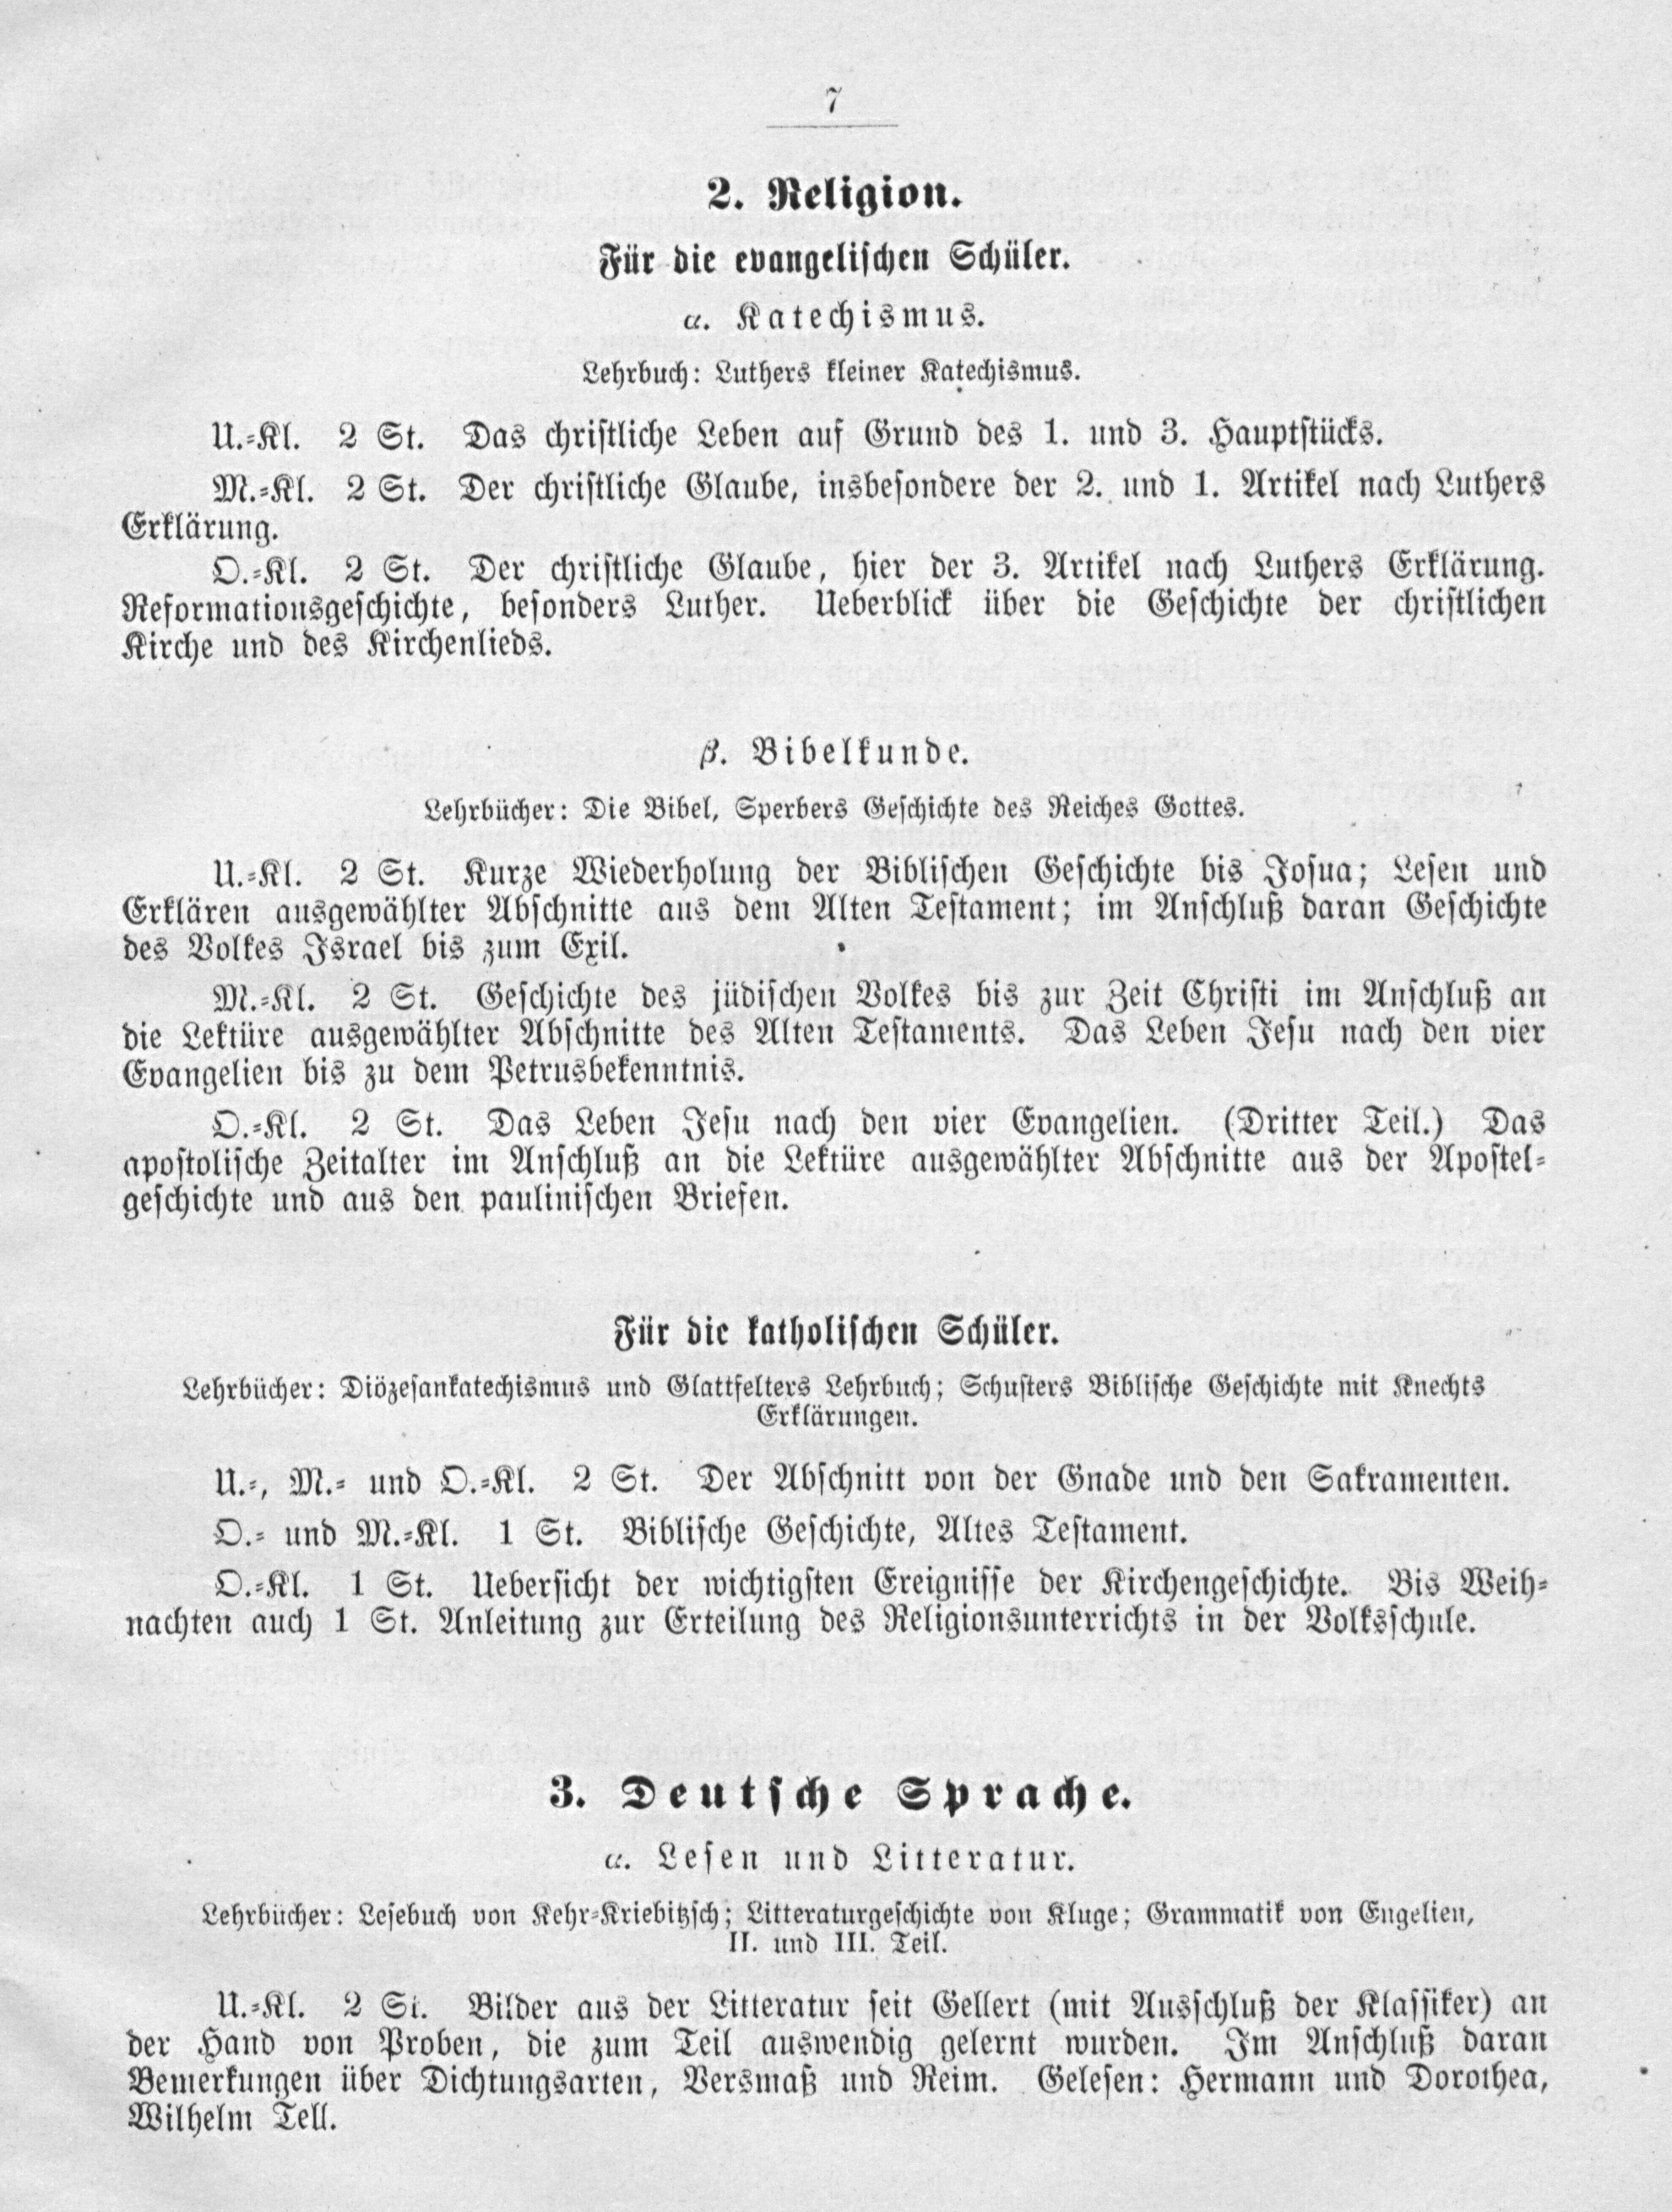 7
2. Religion.
Für die evangelischen Schüler.
α. Katechismus.
Lehrbuch: Luthers kleiner Katechismus.
U.-Kl. 2 St. Das christliche Leben auf Grund des 1. und 3. Hauptstücks.
M.-Kl. 2 St. Der christliche Glaube, insbesondere der 2. und 1. Artikel nach Luthers
Erklärung.
O.-Kl. 2 St. Der christliche Glaube, hier der 3. Artikel nach Luthers Erklärung.
Reformationsgeschichte, besonders Luther. Ueberblick über die Geschichte der christlichen
Kirche und des Kirchenlieds.
β. Bibelkunde.
Lehrbücher: Die Bibel, Sperbers Geschichte des Reiches Gottes.
U.-Kl. 2 St. Kurze Wiederholung der Biblischen Geschichte bis Josua; Lesen und
Erklären ausgewählter Abschnitte aus dem Alten Testament; im Anschluß daran Geschichte
des Volkes Israel bis zum Exil.
M.-Kl. 2 St. Geschichte des jüdischen Volkes bis zur Zeit Christi im Anschluß an
die Lektüre ausgewählter Abschnitte des Alten Testaments. Das Leben Jesu nach den vier
Evangelien bis zu dem Petrusbekenntnis.
O.-Kl. 2 St. Das Leben Jesu nach den vier Evangelien. (Dritter Teil.) Das
apostolische Zeitalter im Anschluß an die Lektüre ausgewählter Abschnitte aus der Apostel-
geschichte und aus den paulinischen Briefen.
Für die katholischen Schüler.
Lehrbücher: Diözesankatechismus und Glattfelters Lehrbuch; Schusters Biblische Geschichte mit Knechts
Erklärungen.
U.-, M.- und O.-Kl. 2 St. Der Abschnitt von der Gnade und den Sakramenten.
O.- und M.-Kl. 1 St. Biblische Geschichte, Altes Testament.
O.-Kl. 1 St. Uebersicht der wichtigsten Ereignisse der Kirchengeschichte. Bis Weih-
nachten auch 1 St. Anleitung zur Erteilung des Religionsunterrichts in der Volksschule.
3. Deutsche Sprache.
α. Lesen und Litteratur.
Lehrbücher: Lesebuch von Kehr-Kriebitzsch; Litteraturgeschichte von Kluge; Grammatik von Engelien,
II. und III. Teil.
U.-Kl. 2 St. Bilder aus der Litteratur seit Gellert (mit Ausschluß der Klassiker) an
der Hand von Proben, die zum Teil auswendig gelernt wurden. Im Anschluß daran
Bemerkungen über Dichtungsarten, Versmaß und Reim. Gelesen: Hermann und Dorothea,
Wilhelm Tell.